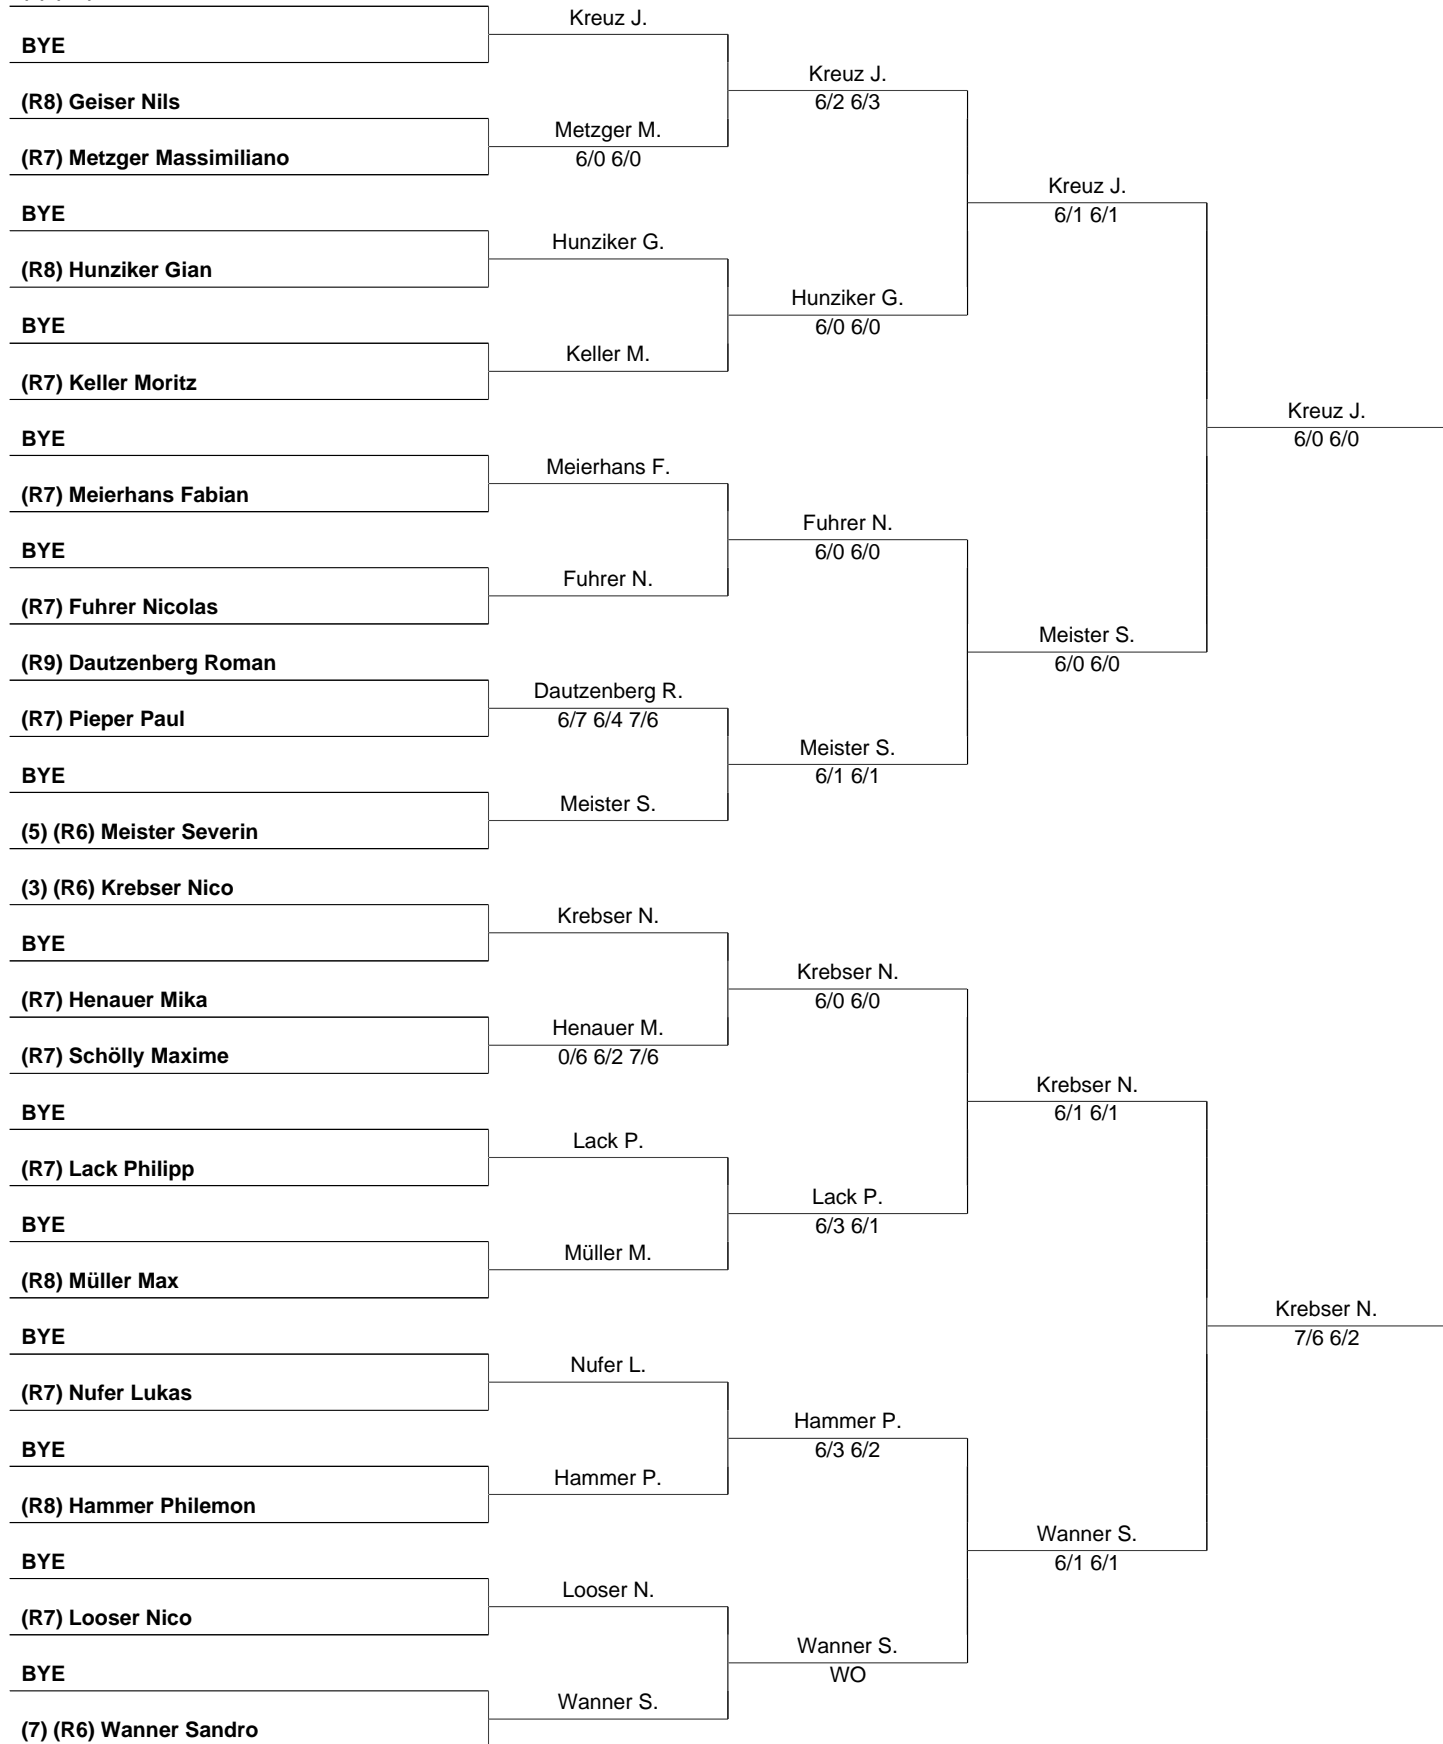 BYE
(R8) Geiser Nils
(R7) Metzger Massimiliano
BYE
(R8) Hunziker Gian
BYE
(R7) Keller Moritz
BYE
(R7) Meierhans Fabian
BYE
(R7) Fuhrer Nicolas
(R9) Dautzenberg Roman
(R7) Pieper Paul
BYE
(5) (R6) Meister Severin
(3) (R6) Krebser Nico
BYE
(R7) Henauer Mika
(R7) Schölly Maxime
BYE
(R7) Lack Philipp
BYE
(R8) Müller Max
BYE
(R7) Nufer Lukas
BYE
(R8) Hammer Philemon
BYE
(R7) Looser Nico
BYE
(7) (R6) Wanner Sandro
Kreuz J.
Metzger M.
6/0 6/0
Hunziker G.
Keller M.
Meierhans F.
Fuhrer N.
Dautzenberg R.
6/7 6/4 7/6
Meister S.
Krebser N.
Henauer M.
0/6 6/2 7/6
Lack P.
Müller M.
Nufer L.
Hammer P.
Looser N.
Wanner S.
Kreuz J.
6/2 6/3
Hunziker G.
6/0 6/0
Fuhrer N.
6/0 6/0
Meister S.
6/1 6/1
Krebser N.
6/0 6/0
Lack P.
6/3 6/1
Hammer P.
6/3 6/2
Wanner S.
WO
Kreuz J.
6/1 6/1
Meister S.
6/0 6/0
Krebser N.
6/1 6/1
Wanner S.
6/1 6/1
Kreuz J.
6/0 6/0
Krebser N.
7/6 6/2